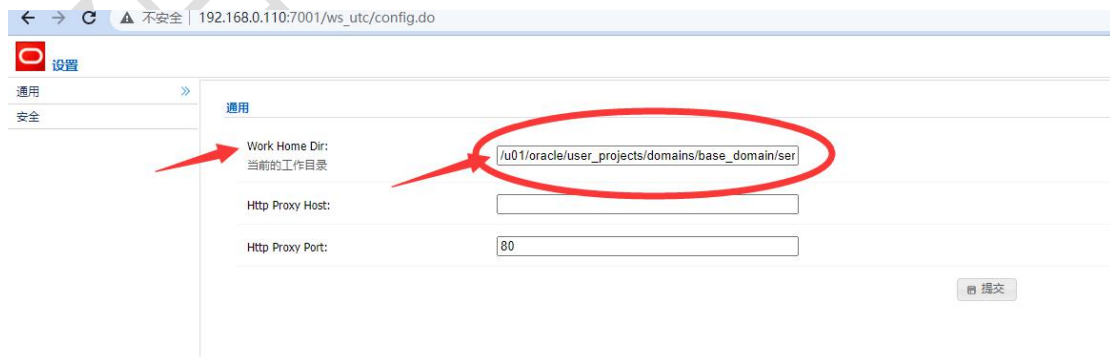 不安全 | 192.168.0.110:7001/ws_utc/config.do
设置
通用
安全
通用
Work Home Dir:
当前的工作目录
/u01/oracle/user_projects/domains/base_domain/ser
Http Proxy Host:
Http Proxy Port:
80
提交